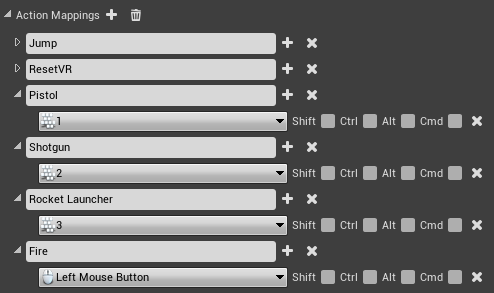 Action Mappings
Jump
ResetVR
Pistol
1 Shift Ctrl Alt Cmd
Shotgun
2 Shift Ctrl Alt Cmd
Rocket Launcher
3 Shift Ctrl Alt Cmd
Fire
Left Mouse Button Shift Ctrl Alt Cmd